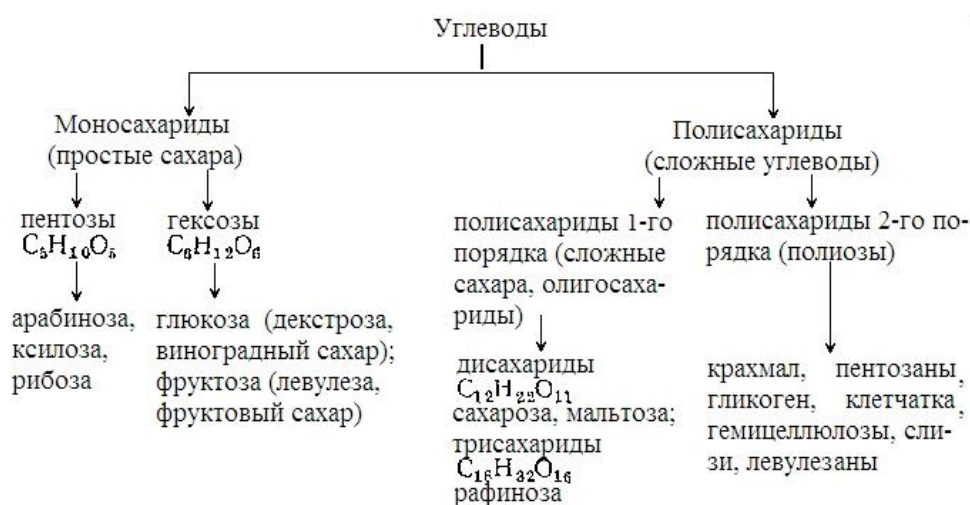 Углеводы
Моносахариды
(простые сахара)
Полисахариды
(сложные углеводы)
пентозы
C₅H₁₀O₅
гексозы
C₆H₁₂O₆
полисахариды 1-го
порядка (сложные
сахара, олигосаха-
риды)
полисахариды 2-го по-
рядка (полиозы)
арабиноза,
ксилоза,
рибоза
глюкоза (декстроза,
виноградный сахар);
фруктоза (левулеза,
фруктовый сахар)
дисахариды
C₁₂H₂₂O₁₁
сахароза, мальтоза;
трисахариды
C₁₆H₃₂O₁₆
рафиноза
крахмал, пентозаны,
гликоген, клетчатка,
гемицеллюлозы, сли-
зи, левулезаны